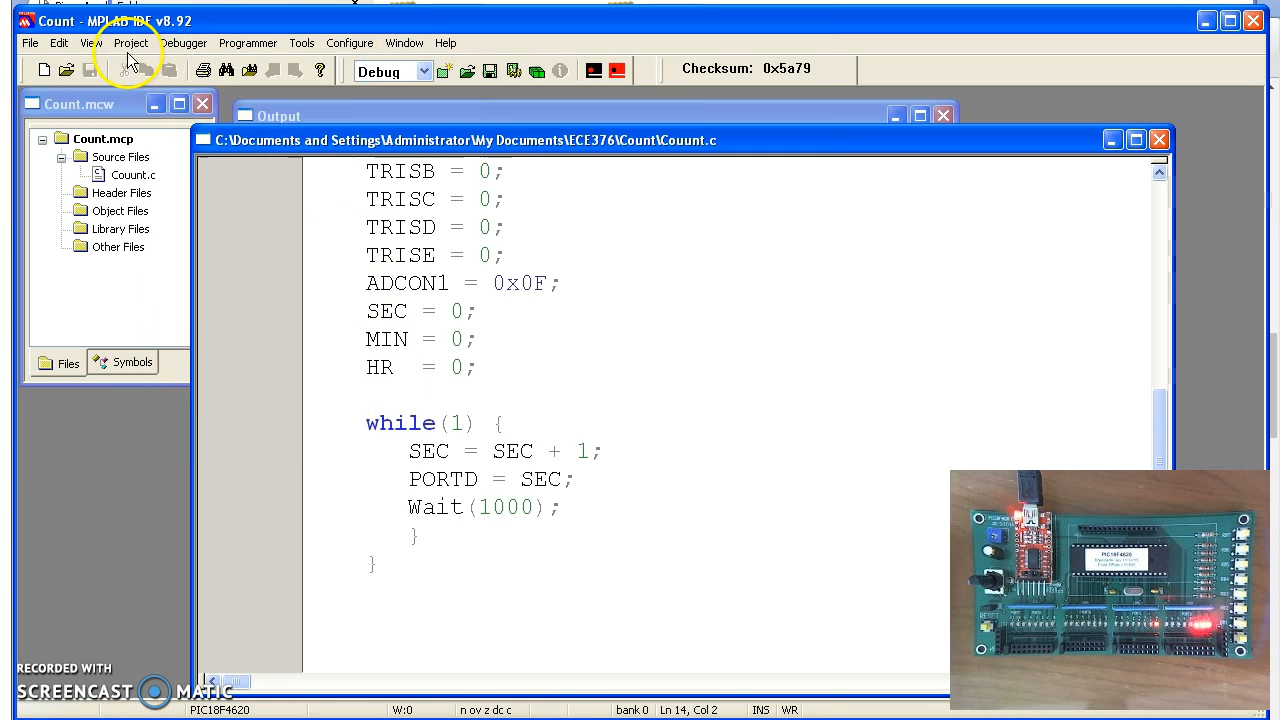 Count - MPLAB IDE v8.92
File Edit View Project Debugger Programmer Tools Configure Window Help
Debug
Checksum: 0x5a79
Count.mcw
Output
Count.mcp
Source Files
Couunt.c
Header Files
Object Files
Library Files
Other Files
Files Symbols
C:\Documents and Settings\Administrator\My Documents\ECE376\Count\Couunt.c
TRISB = 0;
TRISC = 0;
TRISD = 0;
TRISE = 0;
ADCON1 = 0x0F;
SEC = 0;
MIN = 0;
HR = 0;
while(1) {
SEC = SEC + 1;
PORTD = SEC;
Wait(1000);
}
}
PIC18F4620
RESET
RECORDED WITH
SCREENCAST MATIC
PIC18F4620 W:0 n ov z dc c bank 0 Ln 14, Col 2 INS WR